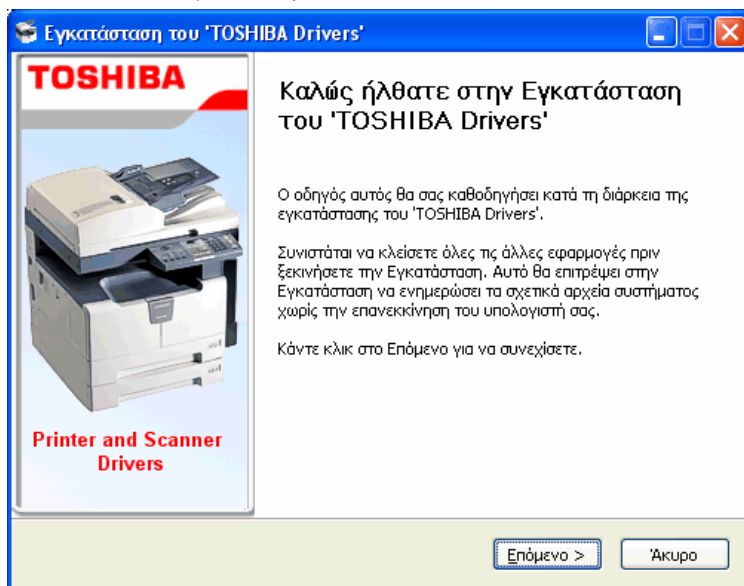 Εγκατάσταση του 'TOSHIBA Drivers'
TOSHIBA
Καλώς ήλθατε στην Εγκατάσταση
του 'TOSHIBA Drivers'
Ο οδηγός αυτός θα σας καθοδηγήσει κατά τη διάρκεια της
εγκατάστασης του 'TOSHIBA Drivers'.
Συνιστάται να κλείσετε όλες τις άλλες εφαρμογές πριν
ξεκινήσετε την Εγκατάσταση. Αυτό θα επιτρέψει στην
Εγκατάσταση να ενημερώσει τα σχετικά αρχεία συστήματος
χωρίς την επανεκκίνηση του υπολογιστή σας.
Κάντε κλικ στο Επόμενο για να συνεχίσετε.
Printer and Scanner
Drivers
Επόμενο >
Άκυρο